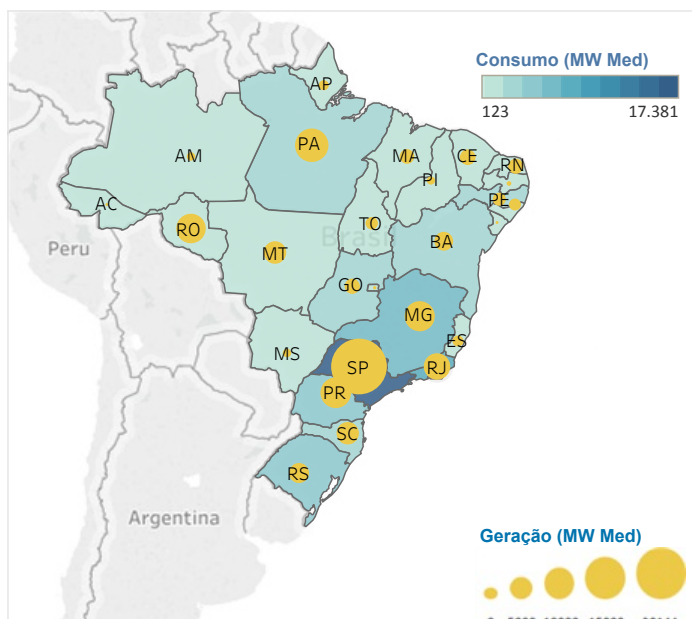 Consumo (MW Med)
123 17.381
AP
AM
PA
MA
CE
RN
PI
PE
AC
RO
TO
Brasil
MT
BA
Peru
GO
MG
MS
ES
SP
RJ
PR
SC
RS
Argentina
Geração (MW Med)